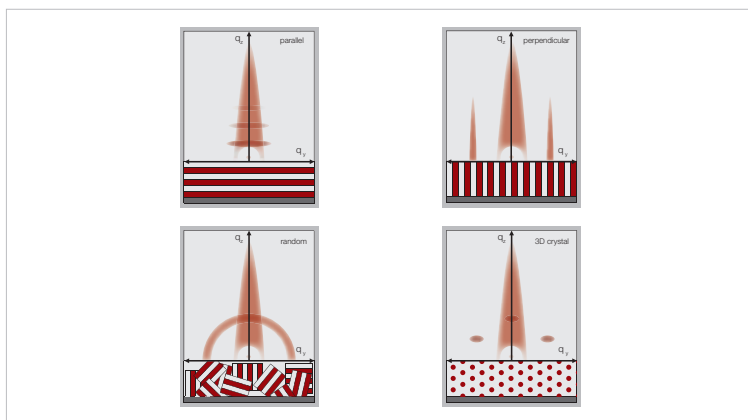 q_z parallel
q_y
q_z perpendicular
q_y
q_z random
q_y
q_z 3D crystal
q_y